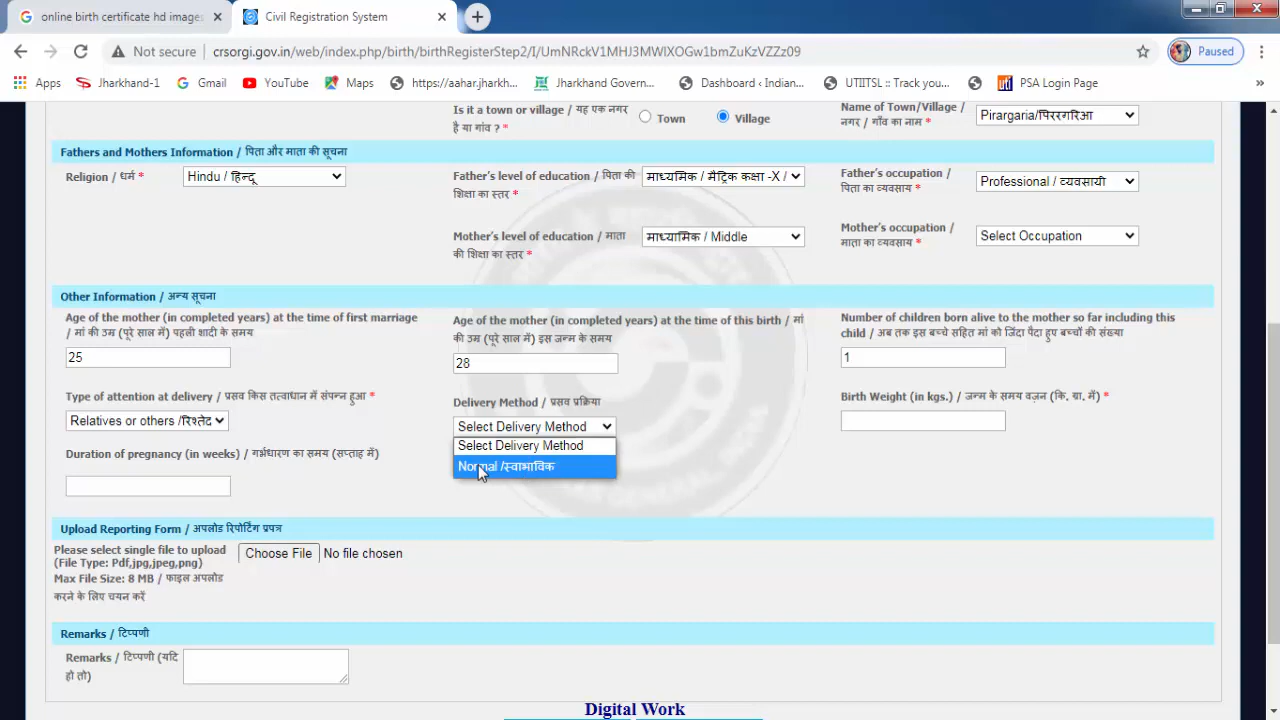 online birth certificate hd images
Civil Registration System
Not secure crsorgi.gov.in/web/index.php/birth/birthRegisterStep2/I/UmNRckV1MHJ3MWlXOGw1bmZuKzVZZz09
Paused
Apps Jharkhand-1 Gmail YouTube Maps https://aahar.jharkh... Jharkhand Govern... Dashboard ‹ Indian... UTIITSL :: Track you... PSA Login Page »
Is it a town or village / यह एक नगर
है या गांव ? *
Town Village
Name of Town/Village /
नगर / गाँव का नाम *
Pirargaria/पिररगरिआ
Fathers and Mothers Information / पिता और माता की सूचना
Religion / धर्म *
Hindu / हिन्दू
Father's level of education / पिता की
शिक्षा का स्तर *
माध्यमिक / मैट्रिक कक्षा -X /
Father's occupation /
पिता का व्यवसाय *
Professional / व्यवसायी
Mother's level of education / माता
की शिक्षा का स्तर *
माध्यामिक / Middle
Mother's occupation /
माता का व्यवसाय *
Select Occupation
Other Information / अन्य सूचना
Age of the mother (in completed years) at the time of first marriage
/ मां की उम्र (पूरे साल में) पहली शादी के समय
25
Age of the mother (in completed years) at the time of this birth / मां
की उम्र (पूरे साल में) इस जन्म के समय
28
Number of children born alive to the mother so far including this
child / अब तक इस बच्चे सहित मां को जिंदा पैदा हुए बच्चों की संख्या
1
Type of attention at delivery / प्रसव किस तत्वाधान में संपन्न हुआ *
Relatives or others /रिश्तेद
Delivery Method / प्रसव प्रक्रिया
Select Delivery Method
Select Delivery Method
Normal /स्वाभाविक
Birth Weight (in kgs.) / जन्म के समय वज़न (कि. ग्रा. में) *
Duration of pregnancy (in weeks) / गर्भधारण का समय (सप्ताह में)
Upload Reporting Form / अपलोड रिपोर्टिंग प्रपत्र
Please select single file to upload
(File Type: Pdf,jpg,jpeg,png)
Max File Size: 8 MB / फाइल अपलोड
करने के लिए चयन करें
Choose File No file chosen
Remarks / टिप्पणी
Remarks / टिप्पणी (यदि
हो तो)
Digital Work